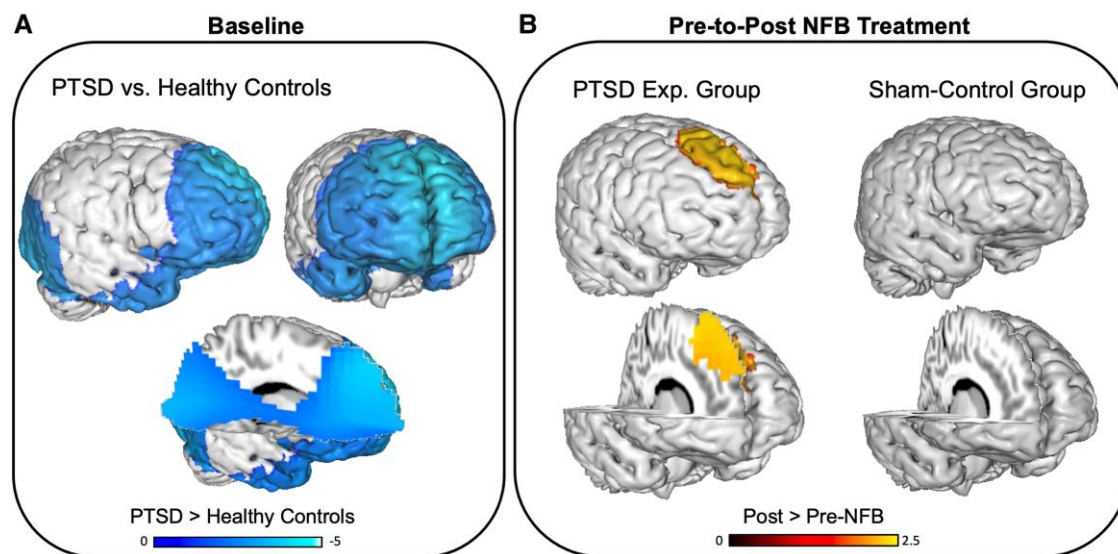 A Baseline
B Pre-to-Post NFB Treatment
PTSD vs. Healthy Controls
PTSD Exp. Group
Sham-Control Group
PTSD > Healthy Controls
0 -5
Post > Pre-NFB
0 2.5